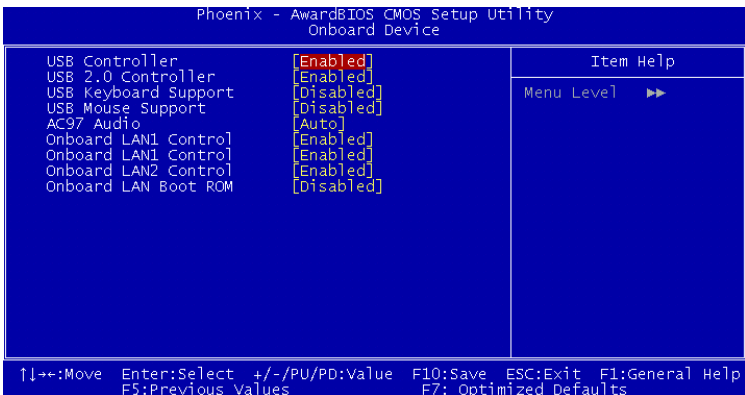 Phoenix - AwardBIOS CMOS Setup Utility
Onboard Device
USB Controller [Enabled]
USB 2.0 Controller [Enabled]
USB Keyboard Support [Disabled]
USB Mouse Support [Disabled]
AC97 Audio [Auto]
Onboard LAN1 Control [Enabled]
Onboard LAN1 Control [Enabled]
Onboard LAN2 Control [Enabled]
Onboard LAN Boot ROM [Disabled]
Item Help
Menu Level ▶▶
↑↓→←:Move Enter:Select +/-/PU/PD:Value F10:Save ESC:Exit F1:General Help
F5:Previous Values F7: Optimized Defaults